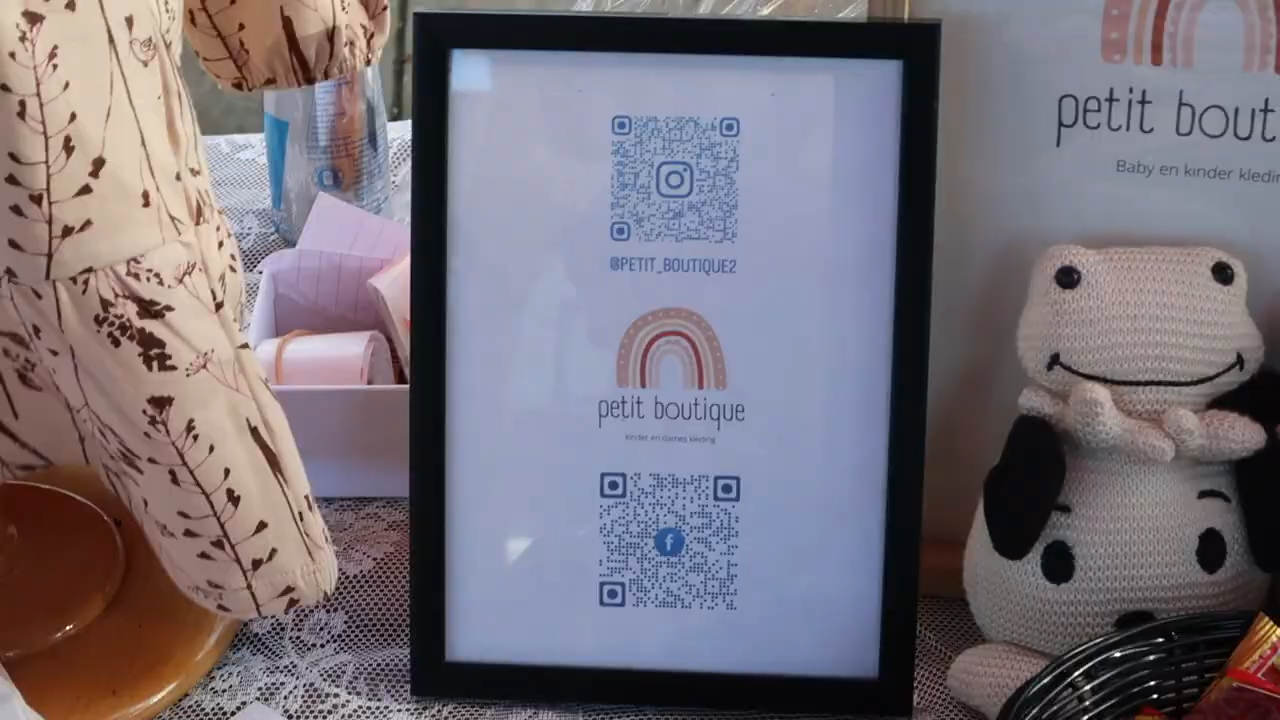 @PETIT_BOUTIQUE2
petit boutique
kinder en dames kleding
petit bout
Baby en kinder kledin